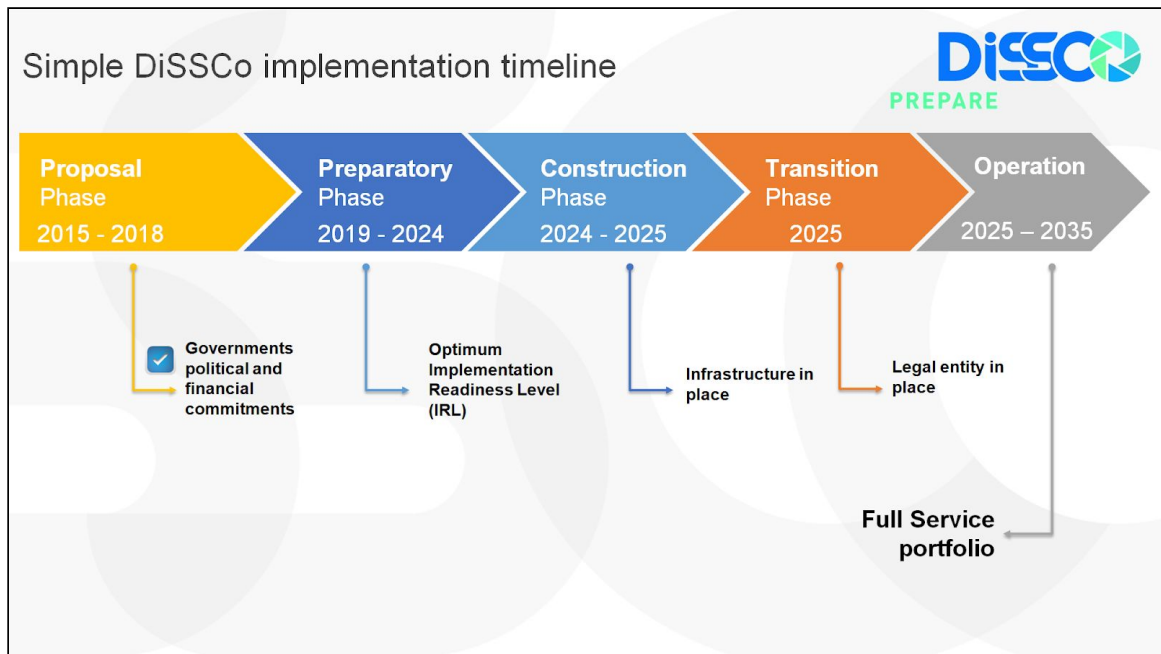 Simple DiSSCo implementation timeline
DiSSCo
PREPARE
Proposal
Phase
2015 - 2018
Preparatory
Phase
2019 - 2024
Construction
Phase
2024 - 2025
Transition
Phase
2025
Operation
2025 – 2035
Governments
political and
financial
commitments
Optimum
Implementation
Readiness Level
(IRL)
Infrastructure in
place
Legal entity in
place
Full Service
portfolio